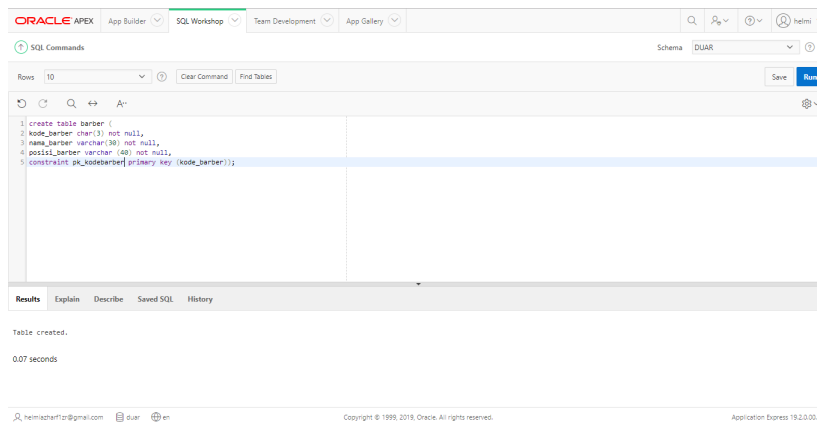 ORACLE APEX App Builder SQL Workshop Team Development App Gallery helmi
SQL Commands Schema DUAR
Rows 10 Clear Command Find Tables Save Run
A··
1 create table barber (
2 kode_barber char(3) not null,
3 nama_barber varchar(30) not null,
4 posisi_barber varchar (40) not null,
5 constraint pk_kodebarber primary key (kode_barber));
Results Explain Describe Saved SQL History
Table created.
0.07 seconds
helmiazharf1zr@gmail.com duar en Copyright © 1999, 2019, Oracle. All rights reserved. Application Express 19.2.0.00.